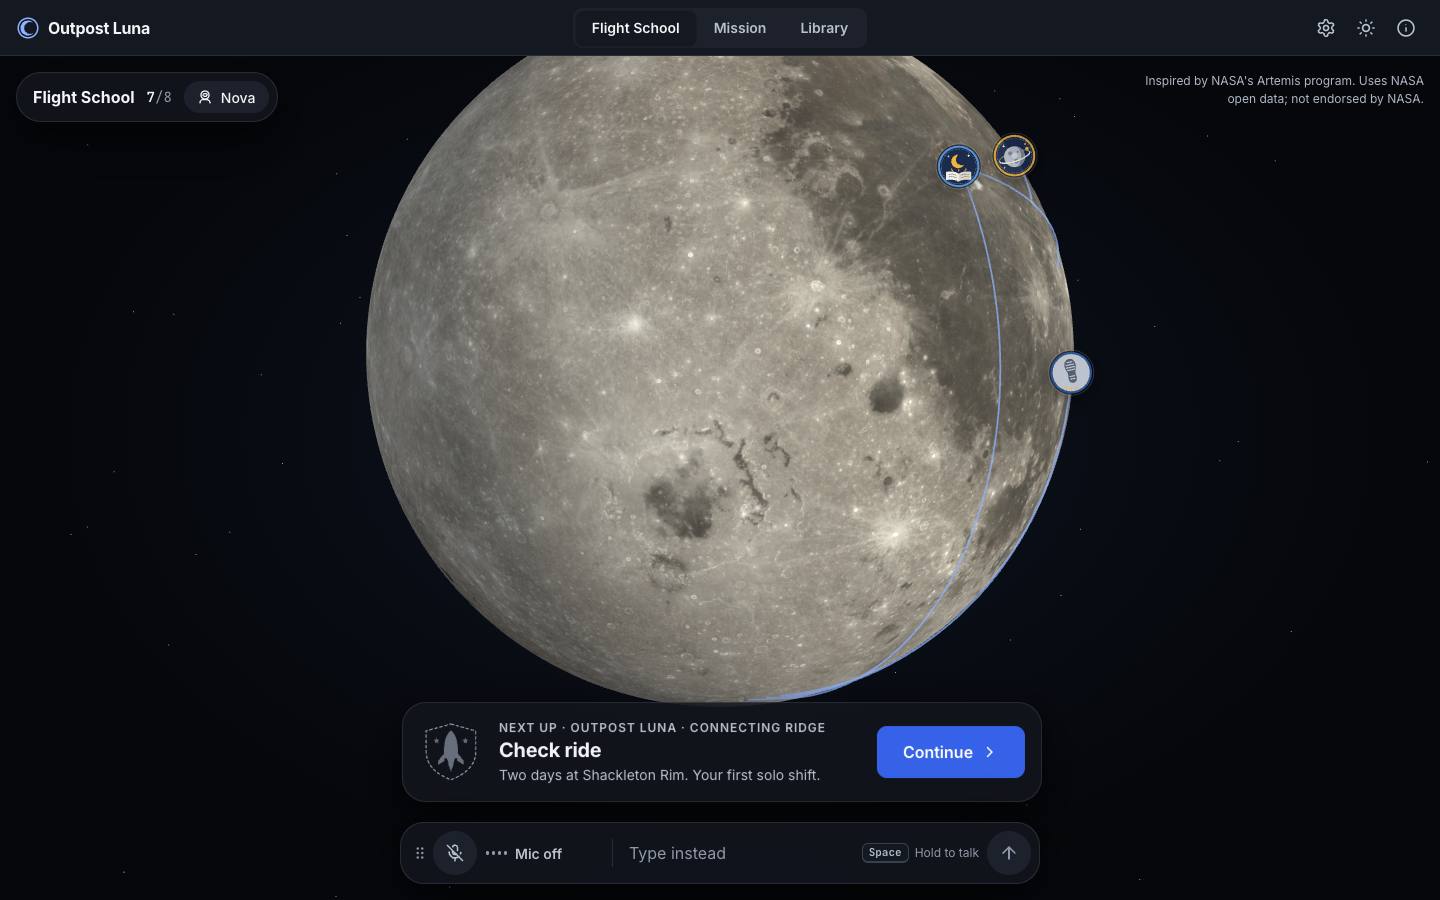 Outpost Luna
Flight School
Mission
Library
Flight School 7/8 Nova
Inspired by NASA's Artemis program. Uses NASA
open data; not endorsed by NASA.
NEXT UP · OUTPOST LUNA · CONNECTING RIDGE
Check ride
Two days at Shackleton Rim. Your first solo shift.
Continue
Mic off
Type instead
Space Hold to talk